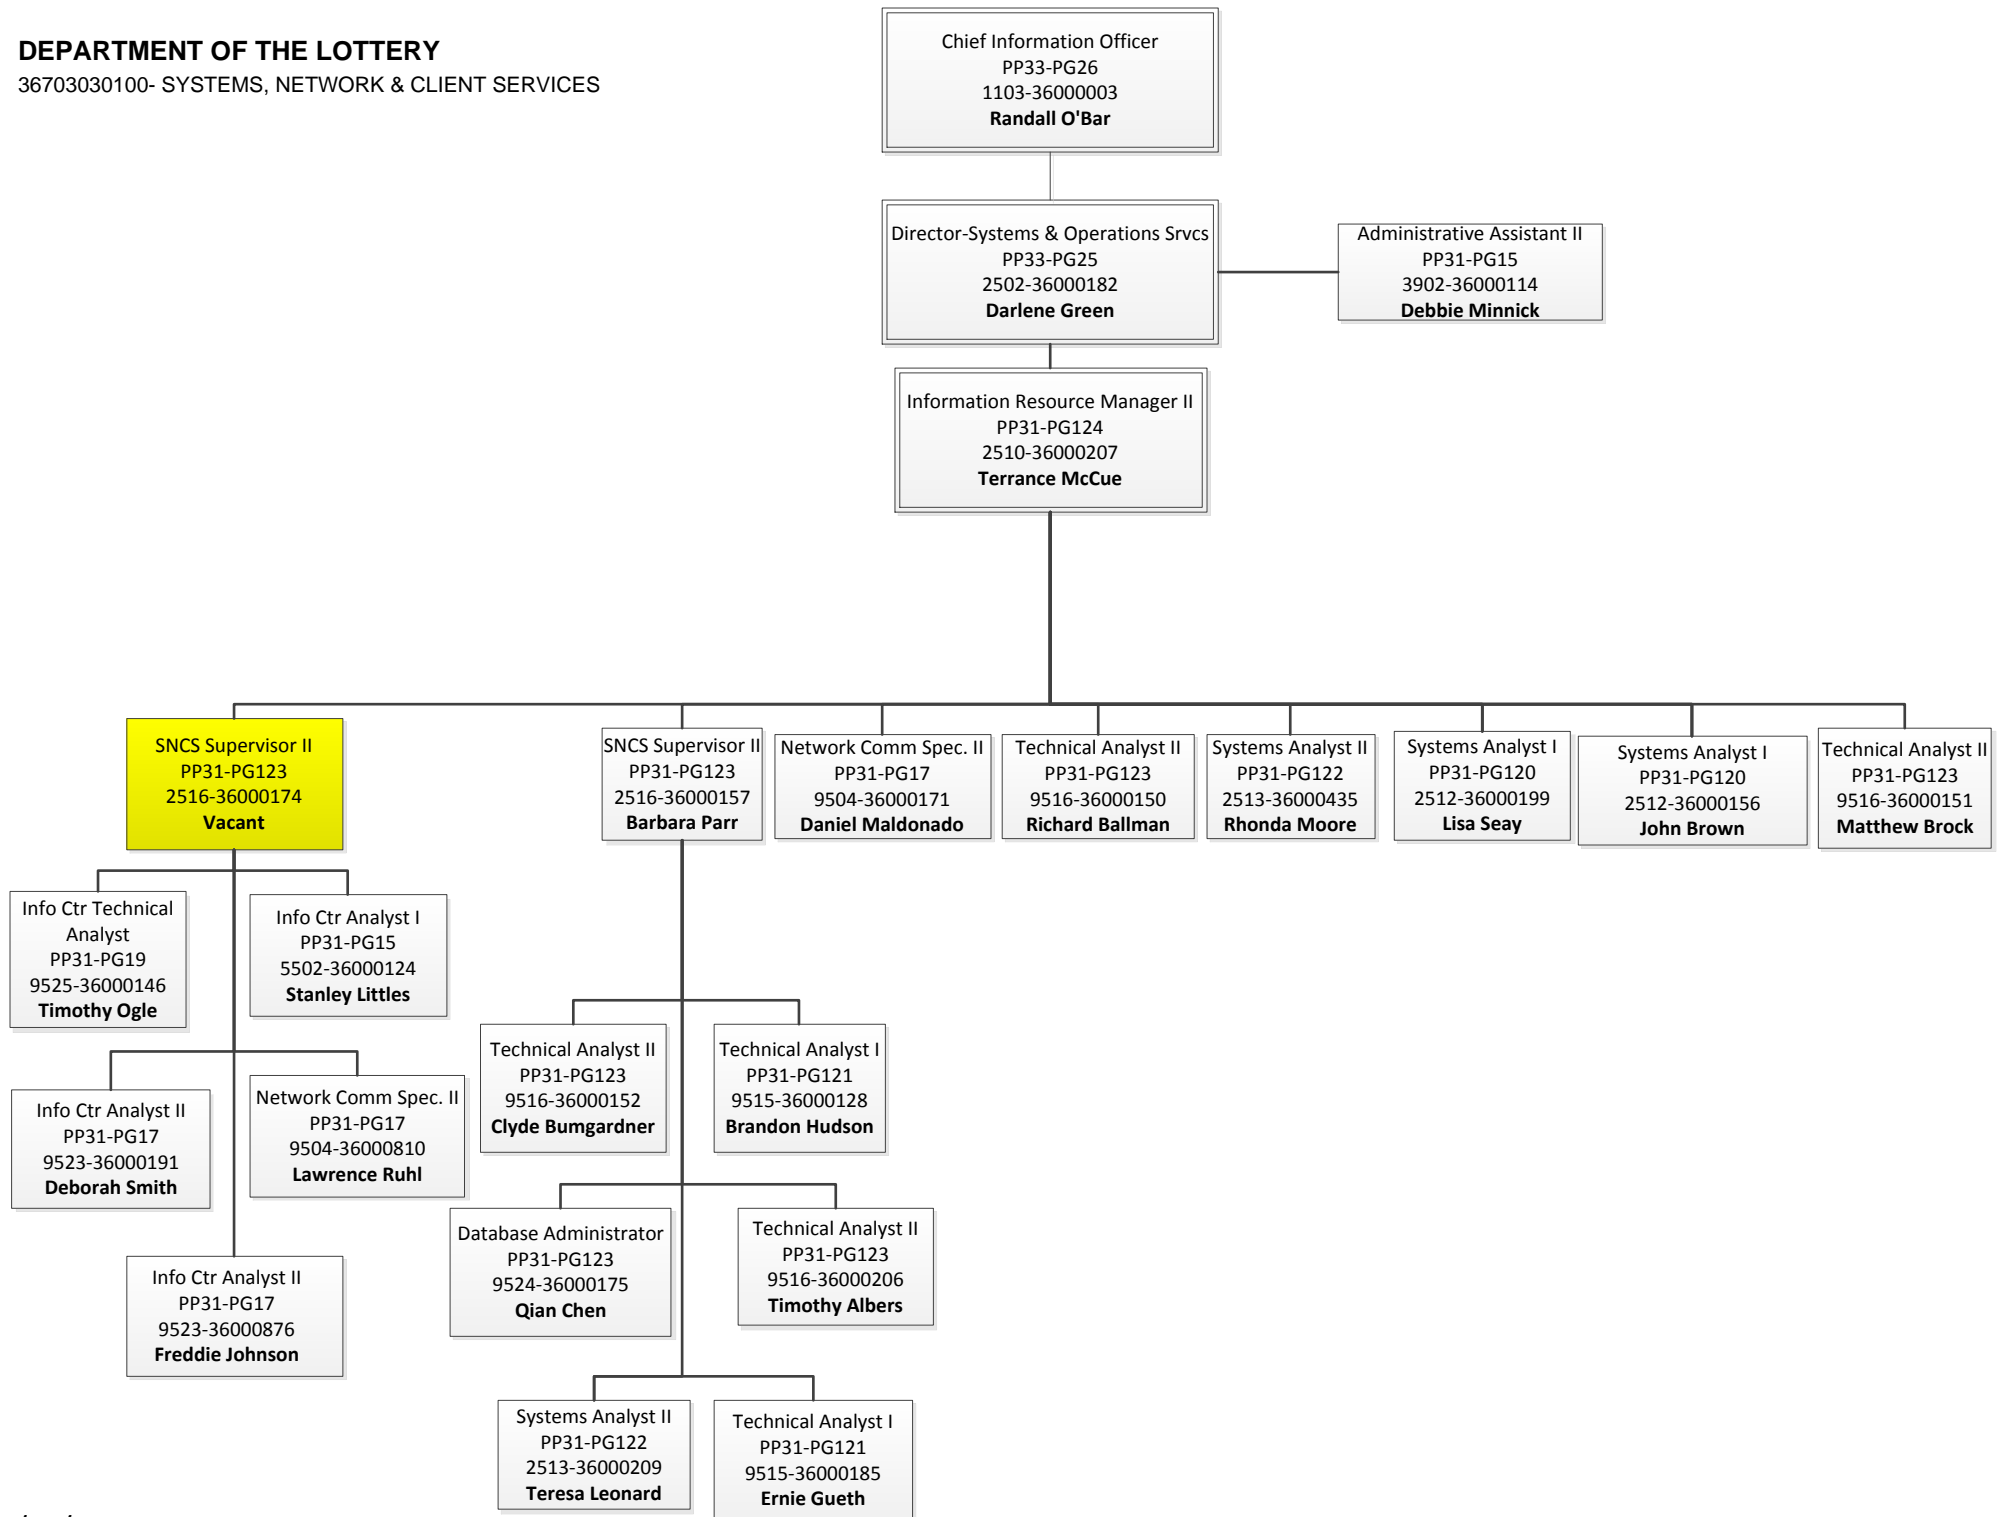 DEPARTMENT OF THE LOTTERY
36703030100- SYSTEMS, NETWORK & CLIENT SERVICES
Chief Information Officer
PP33-PG26
1103-36000003
Randall O'Bar
Director-Systems & Operations Srvcs
PP33-PG25
2502-36000182
Darlene Green
Administrative Assistant II
PP31-PG15
3902-36000114
Debbie Minnick
Information Resource Manager II
PP31-PG124
2510-36000207
Terrance McCue
SNCS Supervisor II
PP31-PG123
2516-36000174
Vacant
SNCS Supervisor II
PP31-PG123
2516-36000157
Barbara Parr
Network Comm Spec. II
PP31-PG17
9504-36000171
Daniel Maldonado
Technical Analyst II
PP31-PG123
9516-36000150
Richard Ballman
Systems Analyst II
PP31-PG122
2513-36000435
Rhonda Moore
Systems Analyst I
PP31-PG120
2512-36000199
Lisa Seay
Systems Analyst I
PP31-PG120
2512-36000156
John Brown
Technical Analyst II
PP31-PG123
9516-36000151
Matthew Brock
Info Ctr Technical
Analyst
PP31-PG19
9525-36000146
Timothy Ogle
Info Ctr Analyst I
PP31-PG15
5502-36000124
Stanley Littles
Info Ctr Analyst II
PP31-PG17
9523-36000191
Deborah Smith
Network Comm Spec. II
PP31-PG17
9504-36000810
Lawrence Ruhl
Info Ctr Analyst II
PP31-PG17
9523-36000876
Freddie Johnson
Technical Analyst II
PP31-PG123
9516-36000152
Clyde Bumgardner
Technical Analyst I
PP31-PG121
9515-36000128
Brandon Hudson
Database Administrator
PP31-PG123
9524-36000175
Qian Chen
Technical Analyst II
PP31-PG123
9516-36000206
Timothy Albers
Systems Analyst II
PP31-PG122
2513-36000209
Teresa Leonard
Technical Analyst I
PP31-PG121
9515-36000185
Ernie Gueth